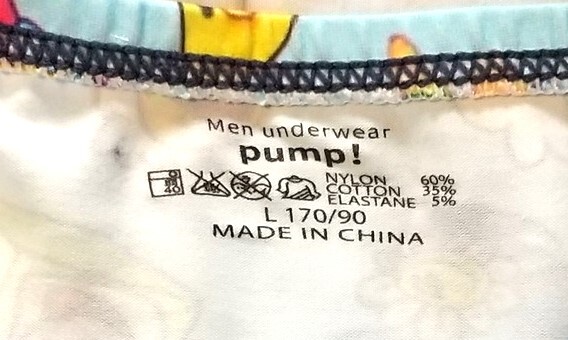 Men underwear
pump!
NYLON 60%
COTTON 35%
ELASTANE 5%
L 170/90
MADE IN CHINA